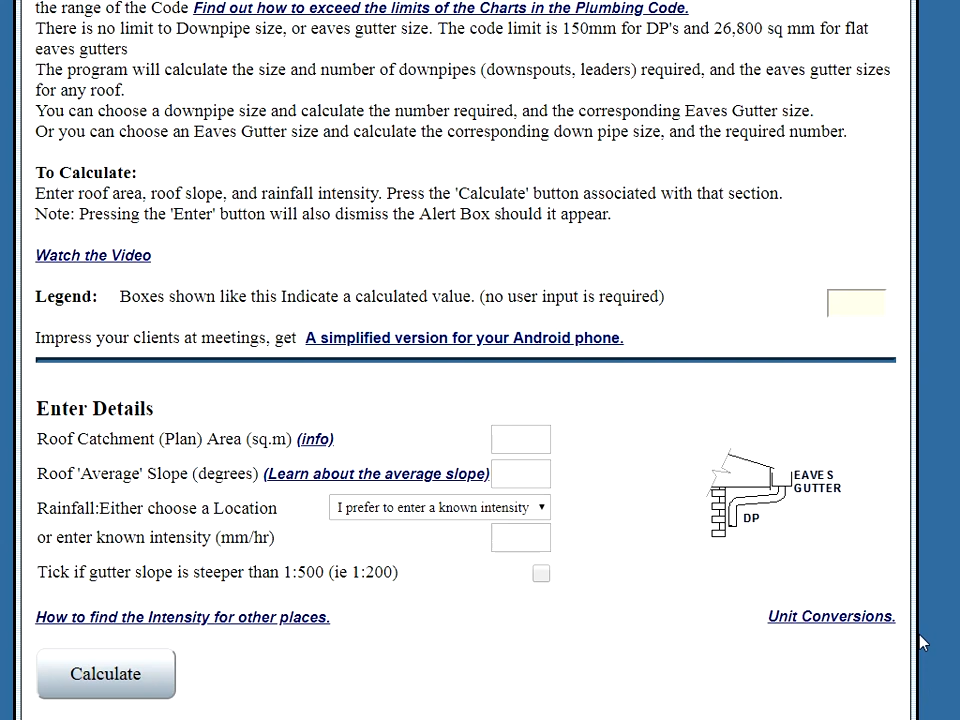 the range of the Code Find out how to exceed the limits of the Charts in the Plumbing Code.
There is no limit to Downpipe size, or eaves gutter size. The code limit is 150mm for DP's and 26,800 sq mm for flat
eaves gutters
The program will calculate the size and number of downpipes (downspouts, leaders) required, and the eaves gutter sizes
for any roof.
You can choose a downpipe size and calculate the number required, and the corresponding Eaves Gutter size.
Or you can choose an Eaves Gutter size and calculate the corresponding down pipe size, and the required number.
To Calculate:
Enter roof area, roof slope, and rainfall intensity. Press the 'Calculate' button associated with that section.
Note: Pressing the 'Enter' button will also dismiss the Alert Box should it appear.
Watch the Video
Legend: Boxes shown like this Indicate a calculated value. (no user input is required)
Impress your clients at meetings, get A simplified version for your Android phone.
Enter Details
Roof Catchment (Plan) Area (sq.m) (info)
Roof 'Average' Slope (degrees) (Learn about the average slope)
Rainfall:Either choose a Location I prefer to enter a known intensity
or enter known intensity (mm/hr)
Tick if gutter slope is steeper than 1:500 (ie 1:200)
EAVES
GUTTER
DP
How to find the Intensity for other places. Unit Conversions.
Calculate